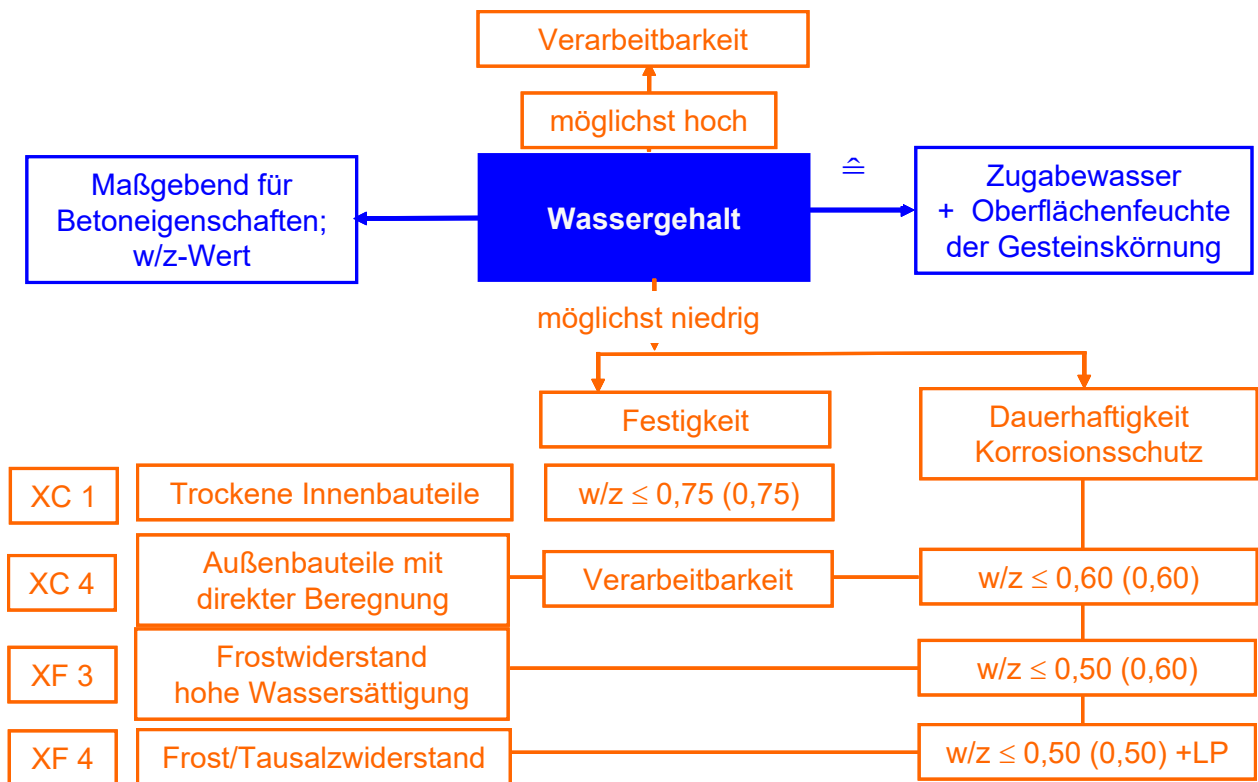 Verarbeitbarkeit
möglichst hoch
Maßgebend für
Betoneigenschaften;
w/z-Wert
Wassergehalt
≙
Zugabewasser
+ Oberflächenfeuchte
der Gesteinskörnung
möglichst niedrig
Festigkeit
Dauerhaftigkeit
Korrosionsschutz
XC 1
Trockene Innenbauteile
w/z ≤ 0,75 (0,75)
XC 4
Außenbauteile mit
direkter Beregnung
Verarbeitbarkeit
w/z ≤ 0,60 (0,60)
XF 3
Frostwiderstand
hohe Wassersättigung
w/z ≤ 0,50 (0,60)
XF 4
Frost/Tausalzwiderstand
w/z ≤ 0,50 (0,50) +LP